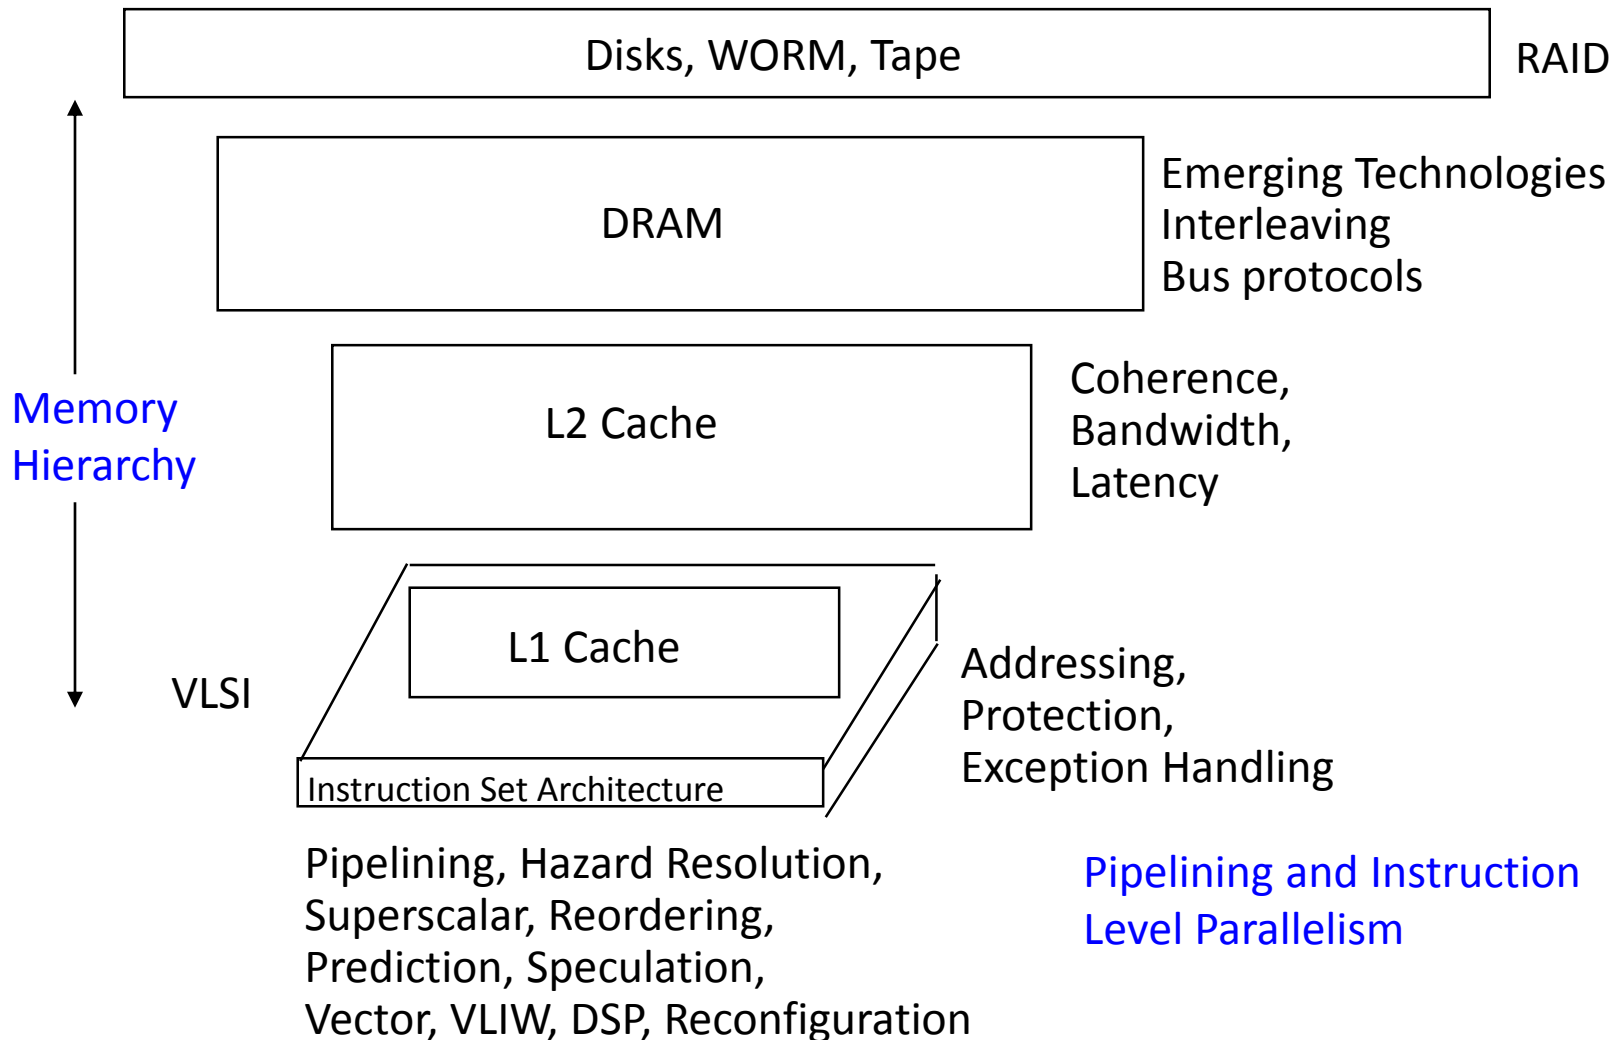 Disks, WORM, Tape
RAID
DRAM
Emerging Technologies
Interleaving
Bus protocols
Memory
Hierarchy
L2 Cache
Coherence,
Bandwidth,
Latency
L1 Cache
VLSI
Addressing,
Protection,
Exception Handling
Instruction Set Architecture
Pipelining, Hazard Resolution,
Superscalar, Reordering,
Prediction, Speculation,
Vector, VLIW, DSP, Reconfiguration
Pipelining and Instruction
Level Parallelism